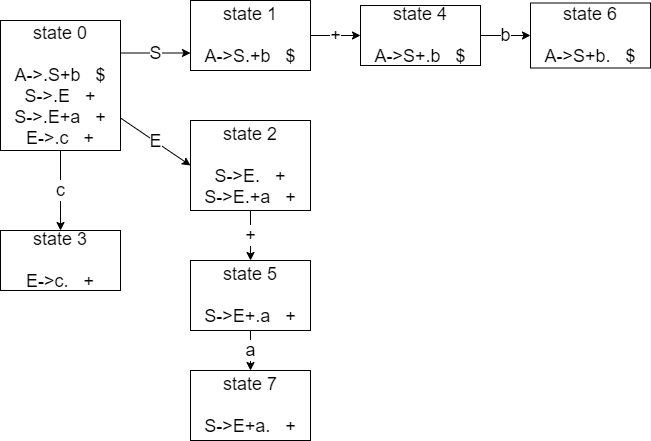 state 0
A->.S+b $
S->.E +
S->.E+a +
E->.c +
S
state 1
A->S.+b $
+
state 4
A->S+.b $
b
state 6
A->S+b. $
E
state 2
S->E. +
S->E.+a +
c
state 3
E->c. +
+
state 5
S->E+.a +
a
state 7
S->E+a. +